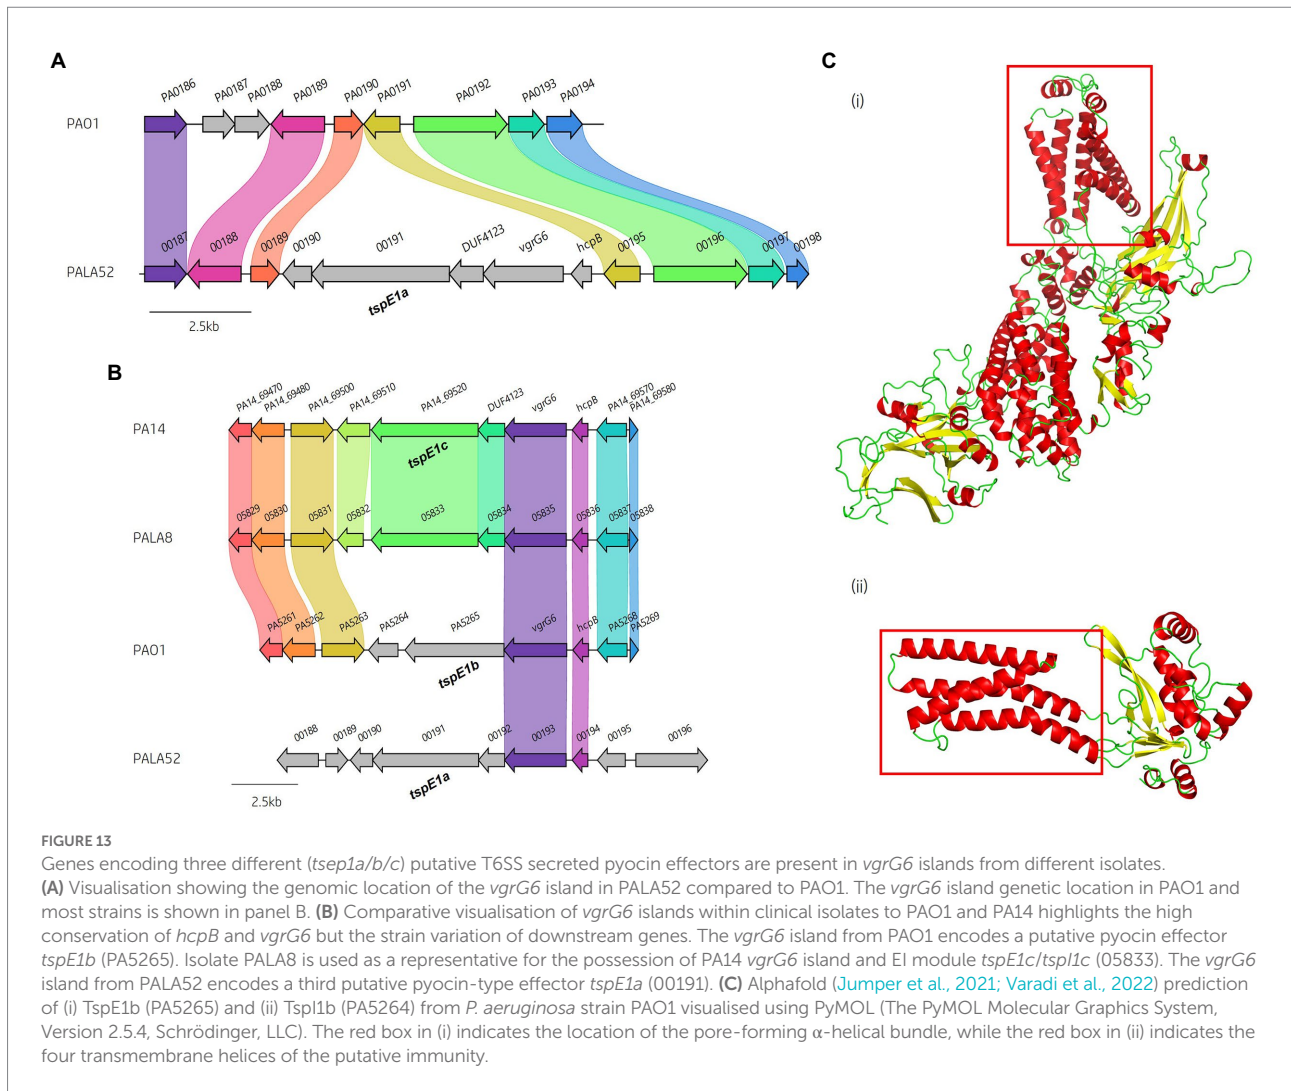 A
C
PA0186
PA0187
PA0188
PA0189
PA0190
PA0191
PA0192
PA0193
PA0194
PAO1
00187
00188
00189
00190
00191
DUF4123
vgrG6
hcpB
00195
00196
00197
00198
PALA52
tspE1a
2.5kb
(i)
B
PA14_69470
PA14_69480
PA14_69500
PA14_69510
PA14_69520
DUF4123
vgrG6
hcpB
PA14_69570
PA14_69580
PA14
tspE1c
05829
05830
05831
05832
05833
05834
05835
05836
05837
05838
PALA8
PA5261
PA5262
PA5263
PA5264
PA5265
vgrG6
hcpB
PA5268
PA5269
PAO1
tspE1b
00188
00189
00190
00191
00192
00193
00194
00195
00196
PALA52
tspE1a
2.5kb
(ii)
FIGURE 13
Genes encoding three different (tsep1a/b/c) putative T6SS secreted pyocin effectors are present in vgrG6 islands from different isolates.
(A) Visualisation showing the genomic location of the vgrG6 island in PALA52 compared to PAO1. The vgrG6 island genetic location in PAO1 and
most strains is shown in panel B. (B) Comparative visualisation of vgrG6 islands within clinical isolates to PAO1 and PA14 highlights the high
conservation of hcpB and vgrG6 but the strain variation of downstream genes. The vgrG6 island from PAO1 encodes a putative pyocin effector
tspE1b (PA5265). Isolate PALA8 is used as a representative for the possession of PA14 vgrG6 island and EI module tspE1c/tspI1c (05833). The vgrG6
island from PALA52 encodes a third putative pyocin-type effector tspE1a (00191). (C) Alphafold (Jumper et al., 2021; Varadi et al., 2022) prediction
of (i) TspE1b (PA5265) and (ii) TspI1b (PA5264) from P. aeruginosa strain PAO1 visualised using PyMOL (The PyMOL Molecular Graphics System,
Version 2.5.4, Schrödinger, LLC). The red box in (i) indicates the location of the pore-forming α-helical bundle, while the red box in (ii) indicates the
four transmembrane helices of the putative immunity.